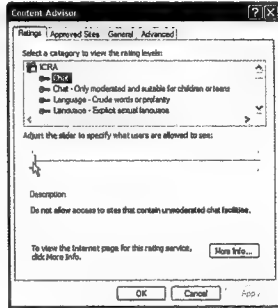 Content Advisor
Ratings Approved Sites General Advanced
Select a category to view the rating levels:
ICRA
Chat
Chat - Only moderated and suitable for children or teens
Language - Crude words or profanity
Language - Explicit sexual language
Adjust the slider to specify what users are allowed to see:
Description
Do not allow access to sites that contain unmoderated chat facilities.
To view the Internet page for this rating service,
click More Info.
More Info...
OK Cancel Apply